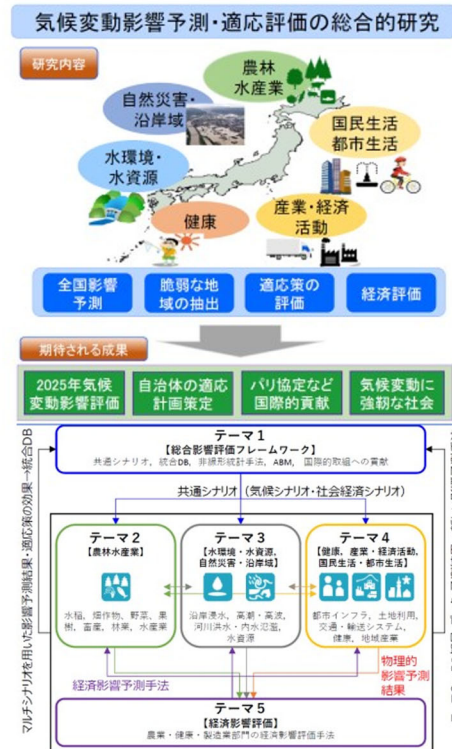 気候変動影響予測・適応評価の総合的研究
研究内容
農林
水産業
自然災害・
沿岸域
国民生活
都市生活
水環境・
水資源
健康
産業・経済
活動
全国影響
予測
脆弱な地
域の抽出
適応策の
評価
経済評価
期待される成果
2025年気候
変動影響評価
自治体の適応
計画策定
パリ協定など
国際的貢献
気候変動に
強靭な社会
マルチシナリオを用いた影響予測結果・適応策の効果→統合DB
テーマ1
【総合影響評価フレームワーク】
共通シナリオ, 統合DB, 非線形統計手法, ABM, 国際的取組への貢献
共通シナリオ（気候シナリオ・社会経済シナリオ）
テーマ2
【農林水産業】
水稲, 畑作物, 野菜, 果
樹, 畜産, 林業, 水産業
テーマ3
【水環境・水資源,
自然災害・沿岸域】
沿岸浸水, 高潮・高波,
河川洪水・内水氾濫,
水資源
テーマ4
【健康, 産業・経済活動,
国民生活・都市生活】
都市インフラ, 土地利用,
交通・輸送システム,
健康, 地域産業
経済影響予測手法
物理的
影響予測
結果
テーマ5
【経済影響評価】
農業・健康・製造業部門の経済影響評価手法